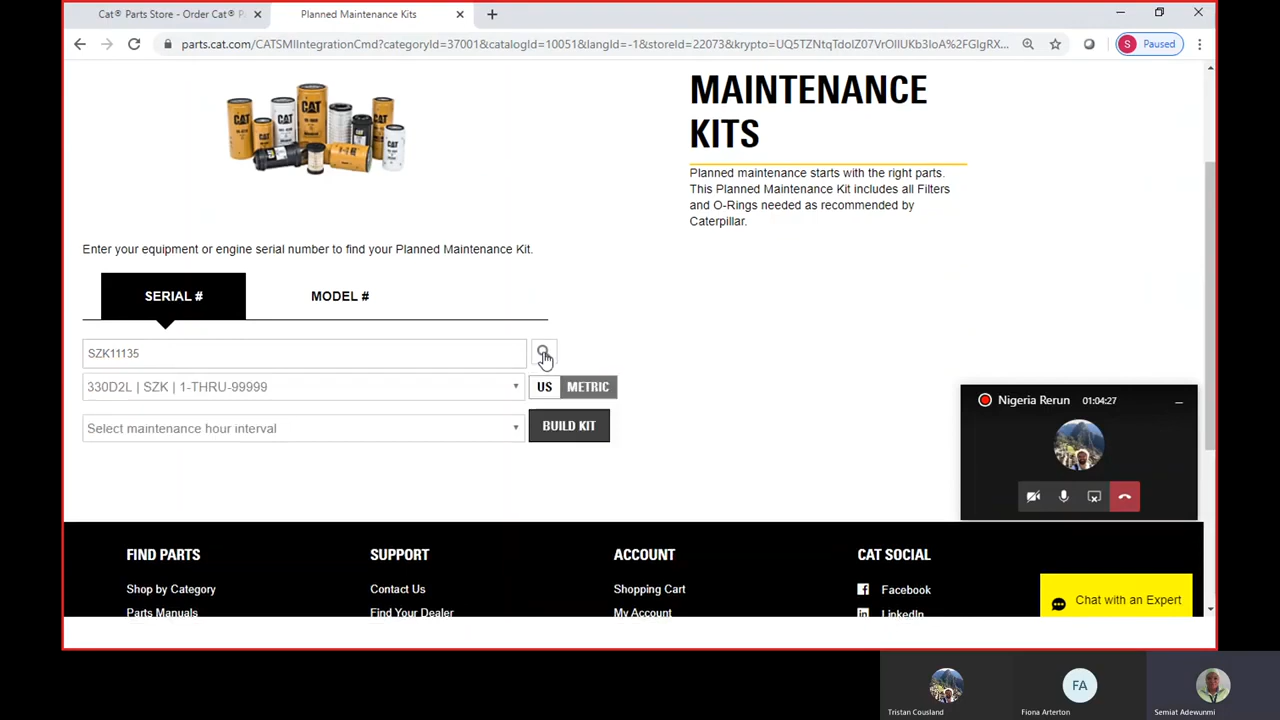 Cat® Parts Store - Order Cat® P
Planned Maintenance Kits
parts.cat.com/CATSMIIntegrationCmd?categoryId=37001&catalogId=10051&langId=-1&storeId=22073&krypto=UQ5TZNtqTdoIZ07VrOIlUKb3IoA%2FGIgRX...
S Paused
CAT
MAINTENANCE
KITS
Planned maintenance starts with the right parts.
This Planned Maintenance Kit includes all Filters
and O-Rings needed as recommended by
Caterpillar.
Enter your equipment or engine serial number to find your Planned Maintenance Kit.
SERIAL #
MODEL #
SZK11135
330D2L | SZK | 1-THRU-99999
US METRIC
Select maintenance hour interval
BUILD KIT
Nigeria Rerun 01:04:27
FIND PARTS
SUPPORT
ACCOUNT
CAT SOCIAL
Shop by Category
Contact Us
Shopping Cart
Facebook
Parts Manuals
Find Your Dealer
My Account
LinkedIn
Chat with an Expert
FA
Tristan Cousland
Fiona Arterton
Semiat Adewunmi